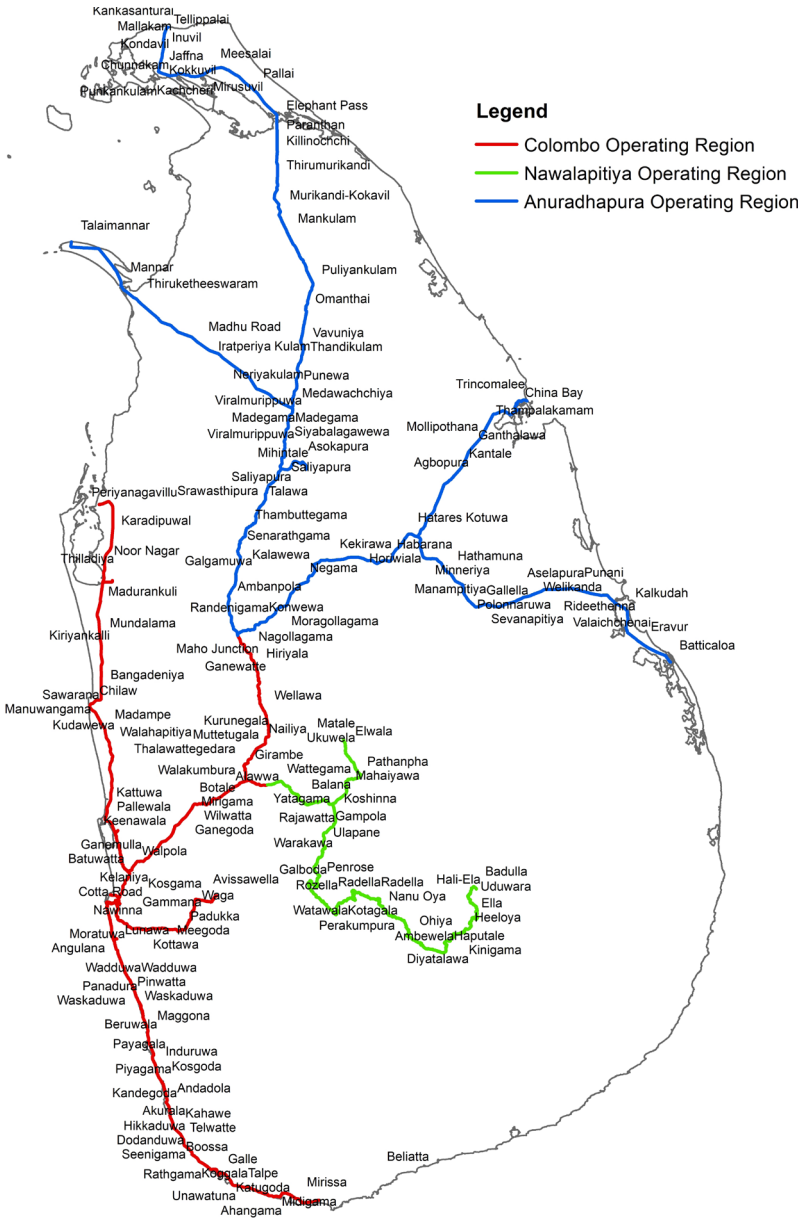 Kankasanturai
Tellippalai
Mallakam
Inuvil
Kondavil
Jaffna
Meesalai
Chunnakam
Kokkuvil
Pallai
Punkankulam
Kachcheri
Mirusuvil
Elephant Pass
Paranthan
Killinochchi
Thirumurikandi
Murikandi-Kokavil
Mankulam
Legend
Colombo Operating Region
Nawalapitiya Operating Region
Anuradhapura Operating Region
Talaimannar
Mannar
Thiruketheeswaram
Puliyankulam
Omanthai
Madhu Road
Vavuniya
Iratperiya Kulam
Thandikulam
Neriyakulam
Punewa
Medawachchiya
Viralmurippuwa
Madegama
Madegama
Viralmurippuwa
Siyabalagawewa
Asokapura
Mihintale
Saliyapura
Saliyapura
Trincomalee
China Bay
Thampalakamam
Mollipothana
Ganthalawa
Kantale
Agbopura
Periyanagavillu
Srawasthipura
Talawa
Karadipuwal
Thambuttegama
Senarathgama
Hatares Kotuwa
Noor Nagar
Thilladiya
Galgamuwa
Kalawewa
Kekirawa
Habarana
Horiwiala
Negama
Hathamuna
Minneriya
Aselapura
Punani
Madurankuli
Ambanpola
Manampitiya
Gallella
Welikanda
Kalkudah
Mundalama
Randenigama
Konwewa
Polonnaruwa
Rideethenna
Moragollagama
Sevanapitiya
Valaichchenai
Eravur
Kiriyankalli
Nagollagama
Maho Junction
Hiriyala
Batticaloa
Ganewatte
Bangadeniya
Chilaw
Sawarana
Wellawa
Manuwangama
Madampe
Kudawewa
Kurunegala
Matale
Walahapitiya
Muttetugala
Nailiya
Ukuwela
Elwala
Thalawattegedara
Girambe
Pathanpha
Walakumbura
Alawwa
Wattegama
Mahaiyawa
Kattuwa
Botale
Balana
Pallewala
Mirigama
Yatagama
Koshinna
Keenawala
Wilwatta
Rajawatta
Gampola
Ganegoda
Ulapane
Ganemulla
Walpola
Warakawa
Batuwatta
Kelaniya
Kosgama
Avissawella
Galboda
Penrose
Badulla
Cotta Road
Waga
Rozella
Radella
Radella
Hali-Ela
Uduwara
Nawinna
Gammana
Nanu Oya
Ella
Padukka
Watawala
Kotagala
Heeloya
Moratuwa
Lunawa
Meegoda
Perakumpura
Ohiya
Angulana
Kottawa
Ambewela
Haputale
Kinigama
Diyatalawa
Wadduwa
Wadduwa
Panadura
Pinwatta
Waskaduwa
Waskaduwa
Maggona
Beruwala
Payagala
Induruwa
Piyagama
Kosgoda
Kandegoda
Andadola
Akurala
Kahawe
Hikkaduwa
Telwatte
Dodanduwa
Boossa
Seenigama
Galle
Beliatta
Rathgama
Koggala
Talpe
Mirissa
Katugoda
Unawatuna
Midigama
Ahangama